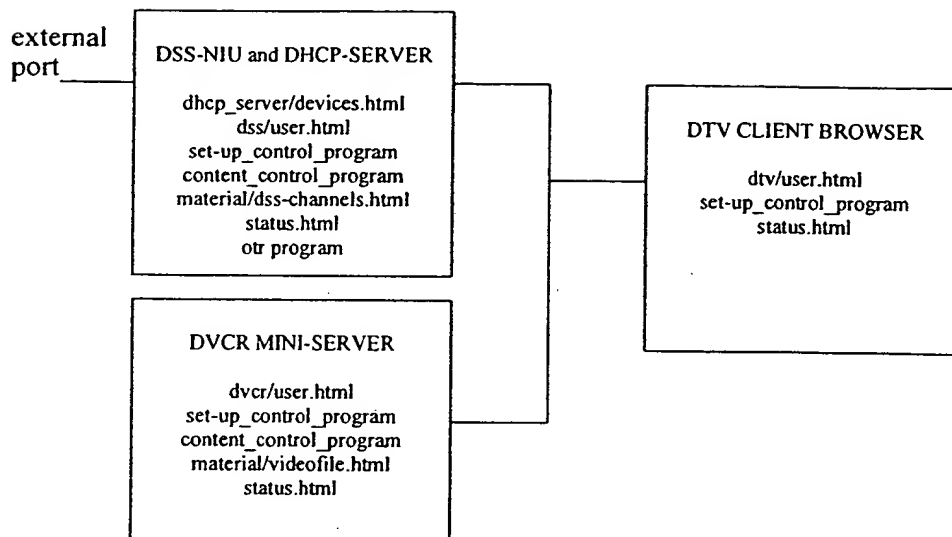 external
port
DSS-NIU and DHCP-SERVER
dhcp_server/devices.html
dss/user.html
set-up_control_program
content_control_program
material/dss-channels.html
status.html
otr program
DVCR MINI-SERVER
dvcr/user.html
set-up_control_program
content_control_program
material/videofile.html
status.html
DTV CLIENT BROWSER
dtv/user.html
set-up_control_program
status.html